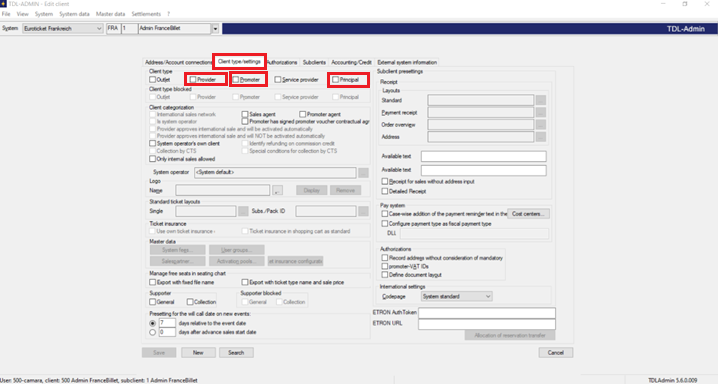 TDL-ADMIN - Edit client
File View System System data Master data Settlements ?
System Euroticket Frankreich FRA 1 Admin FranceBillet TDL-Admin
Address/Account connections Client type/settings Authorizations Subclients Accounting/Credit External system information
Client type
Outlet Provider Promoter Service provider Principal
Client type blocked
Outlet Provider Promoter Service provider Principal
Client categorization
International sales network Sales agent Promoter agent
Is system operator Promoter has signed promoter voucher contractual agr
Provider approves international sale and will be activated automatically
Provider approves international sale and will NOT be activated automatically
System operator's own client Identify refunding on commission credit
Collection by CTS Special conditions for collection by CTS
Only internal sales allowed
System operator <System default>
Logo
Name ... Display Remove
Standard ticket layouts
Single Subs./Pack. ID
Ticket insurance
Use own ticket insurance - Ticket insurance in shopping cart as standard
Master data
System fees... User groups...
Salespartner... Activating pools... et insurance configuratio
Manage free seats in seating chart
Export with fixed file name Export with ticket type name and sale price
Supporter Supporter blocked
General Collection General Collection
Presetting for the will call date on new events:
7 days relative to the event date
0 days after advance sales start date
Save New Search
Subclient presettings
Receipt
Layouts
Standard
Payment receipt
Order overview
Address
Available text
Available text
Receipt for sales without address input
Detailed Receipt
Pay system
Case-wise addition of the payment reminder text in the Cost centers...
Configure payment type as fiscal payment type
DLL
Authorizations
Record address without consideration of mandatory
promoter-VAT IDs
Define document layout
International settings
Codepage System standard
ETRON AuthToken
ETRON URL
Allocation of reservation transfe
Cancel
User: 500-camara, client: 500 Admin FranceBillet, subclient: 1 Admin FranceBillet TDLAdmin 5.6.0.009